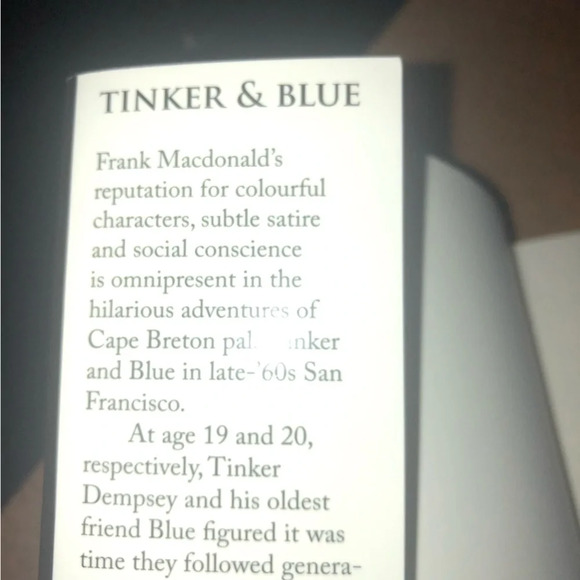 TINKER & BLUE
Frank Macdonald's
reputation for colourful
characters, subtle satire
and social conscience
is omnipresent in the
hilarious adventures of
Cape Breton
and Blue in late-'60s San
Francisco.
At age 19 and 20,
respectively, Tinker
Dempsey and his oldest
friend Blue figured it was
time they followed genera-